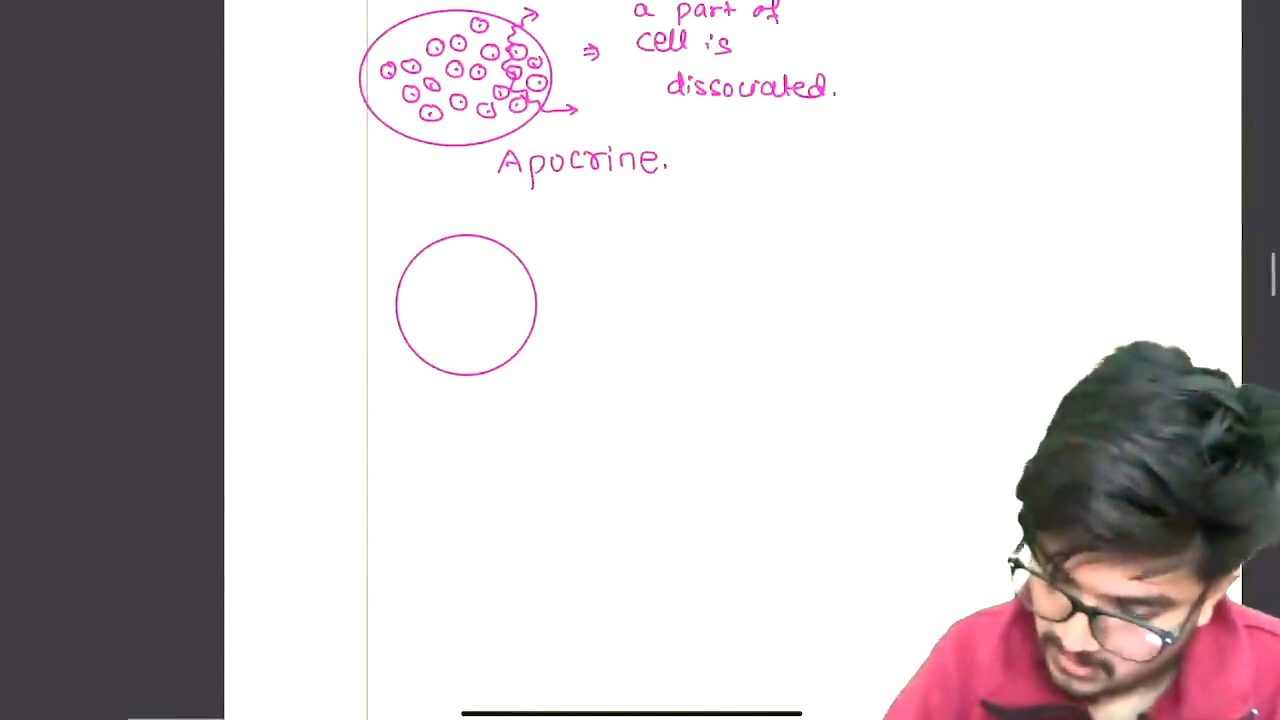 a part of
cell is
dissociated.
Apocrine.